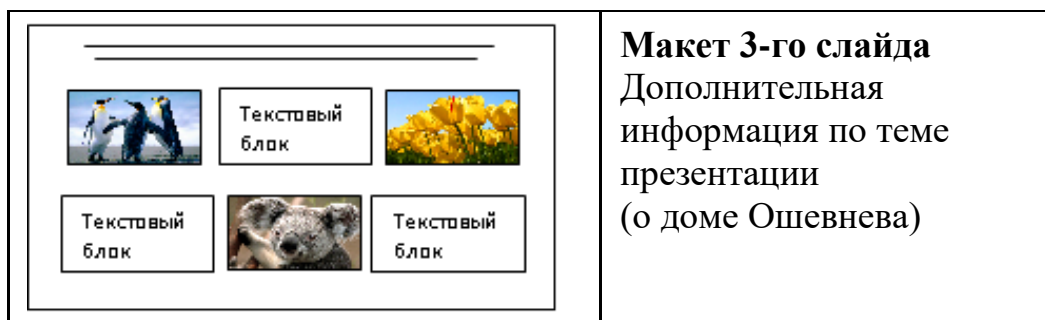 Текстовый
блок
Текстовый
блок
Текстовый
блок
Макет 3-го слайда
Дополнительная
информация по теме
презентации
(о доме Ошевнева)